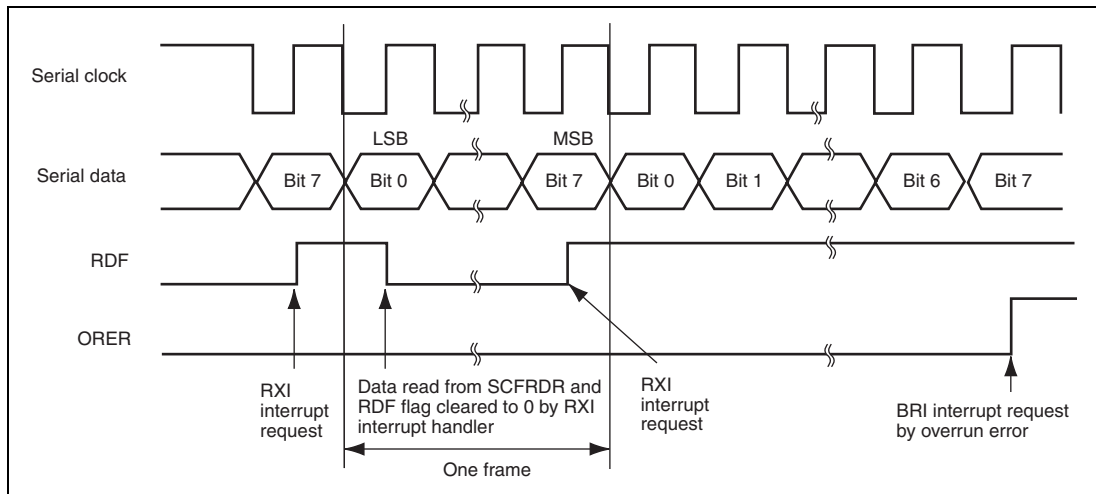 Serial clock
LSB
MSB
Serial data
Bit 7
Bit 0
Bit 7
Bit 0
Bit 1
Bit 6
Bit 7
RDF
ORER
RXI
interrupt
request
Data read from SCFRDR and
RDF flag cleared to 0 by RXI
interrupt handler
RXI
interrupt
request
BRI interrupt request
by overrun error
One frame